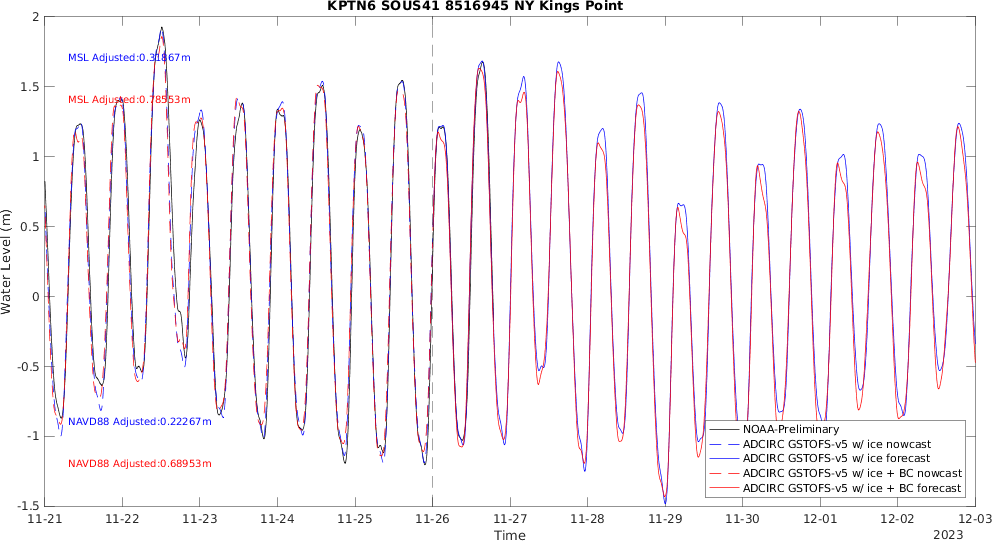 KPTN6 SOUS41 8516945 NY Kings Point
Water Level (m)
2
1.5
1
0.5
0
-0.5
-1
-1.5
MSL Adjusted:0.31867m
MSL Adjusted:0.78553m
NAVD88 Adjusted:0.22267m
NAVD88 Adjusted:0.68953m
NOAA-Preliminary
ADCIRC GSTOFS-v5 w/ ice nowcast
ADCIRC GSTOFS-v5 w/ ice forecast
ADCIRC GSTOFS-v5 w/ ice + BC nowcast
ADCIRC GSTOFS-v5 w/ ice + BC forecast
11-21 11-22 11-23 11-24 11-25 11-26 11-27 11-28 11-29 11-30 12-01 12-02 12-03
Time
2023